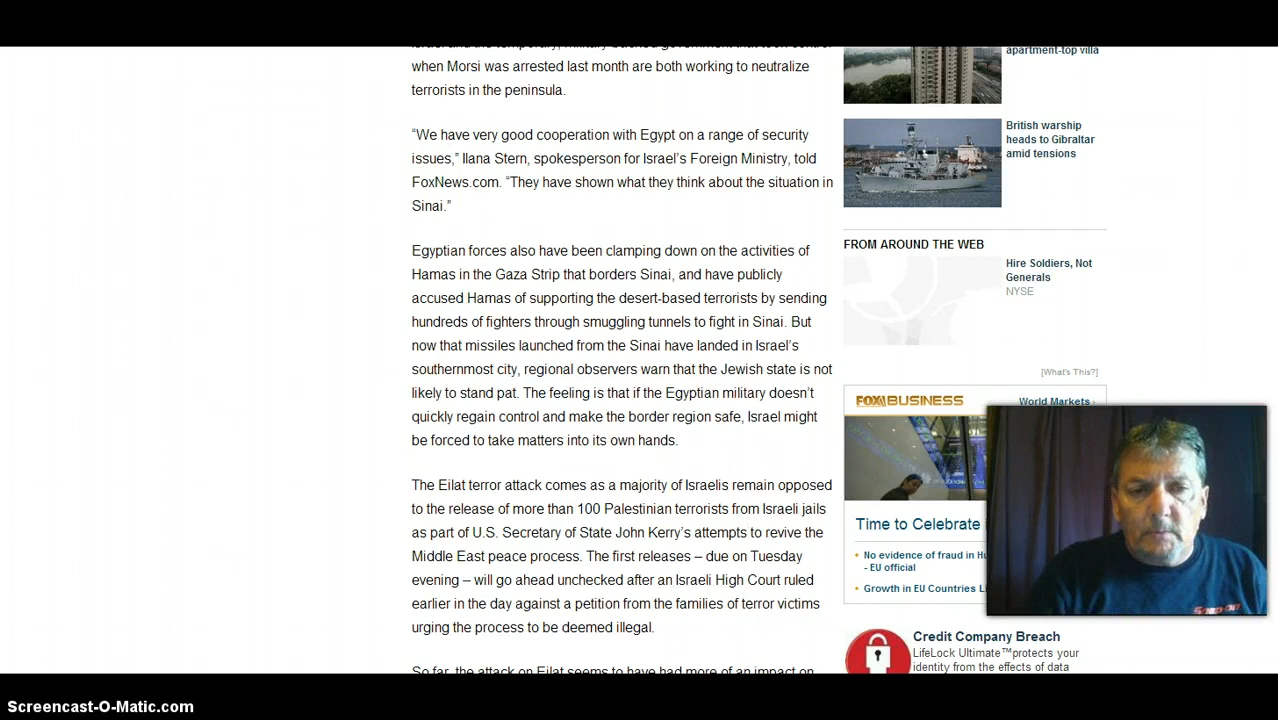 when Morsi was arrested last month are both working to neutralize
terrorists in the peninsula.
“We have very good cooperation with Egypt on a range of security
issues,” Ilana Stern, spokesperson for Israel’s Foreign Ministry, told
FoxNews.com. “They have shown what they think about the situation in
Sinai.”
Egyptian forces also have been clamping down on the activities of
Hamas in the Gaza Strip that borders Sinai, and have publicly
accused Hamas of supporting the desert-based terrorists by sending
hundreds of fighters through smuggling tunnels to fight in Sinai. But
now that missiles launched from the Sinai have landed in Israel’s
southernmost city, regional observers warn that the Jewish state is not
likely to stand pat. The feeling is that if the Egyptian military doesn’t
quickly regain control and make the border region safe, Israel might
be forced to take matters into its own hands.
The Eilat terror attack comes as a majority of Israelis remain opposed
to the release of more than 100 Palestinian terrorists from Israeli jails
as part of U.S. Secretary of State John Kerry’s attempts to revive the
Middle East peace process. The first releases – due on Tuesday
evening – will go ahead unchecked after an Israeli High Court ruled
earlier in the day against a petition from the families of terror victims
urging the process to be deemed illegal.
So far, the attack on Eilat seems to have had more of an impact on
apartment-top villa
British warship
heads to Gibraltar
amid tensions
FROM AROUND THE WEB
Hire Soldiers, Not
Generals
NYSE
[What's This?]
FOX BUSINESS
World Markets
Time to Celebrate
No evidence of fraud in
- EU official
Growth in EU Countries
Credit Company Breach
LifeLock Ultimate™protects your
identity from the effects of data
Snap-on
Screencast-O-Matic.com